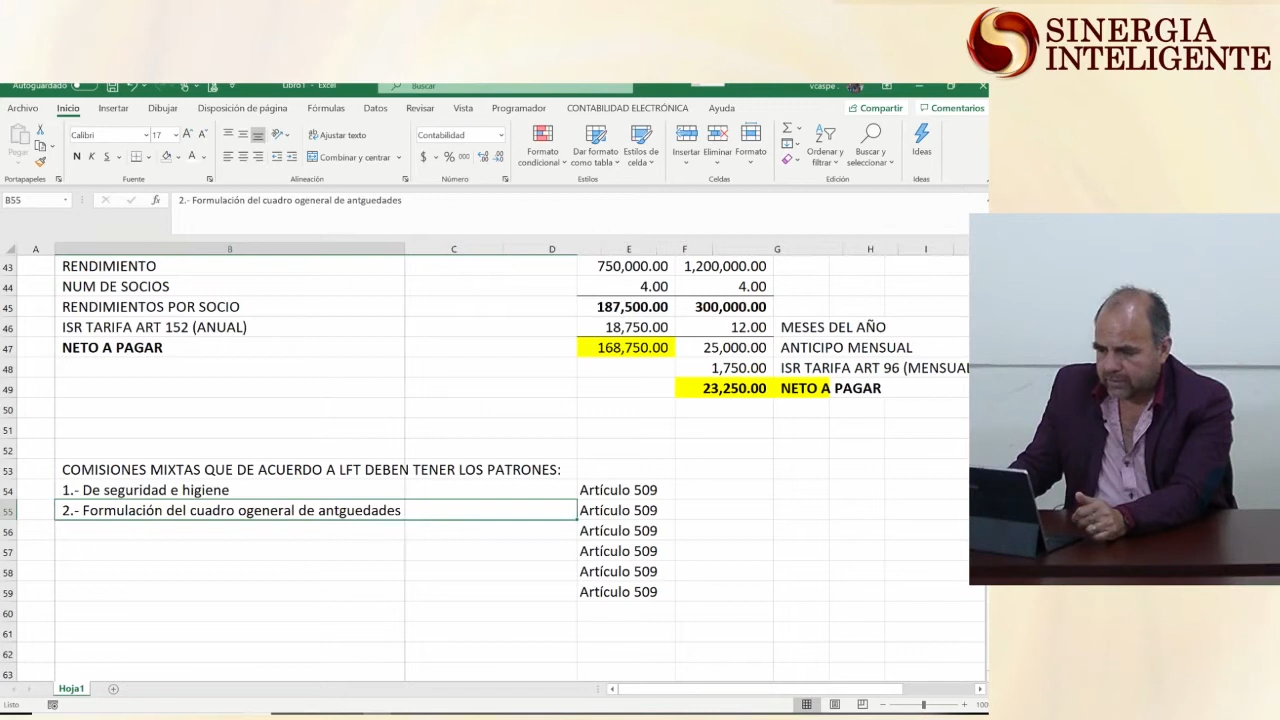 SINERGIA
INTELIGENTE
Autoguardado Libro1 - Excel Buscar vcaspe
Archivo Inicio Insertar Dibujar Disposición de página Fórmulas Datos Revisar Vista Programador CONTABILIDAD ELECTRÓNICA Ayuda Compartir Comentarios
Pegar Calibri 17 Ajustar texto Contabilidad
N K S Combinar y centrar $ % 000
Formato condicional Dar formato como tabla Estilos de celda Insertar Eliminar Formato Ordenar y filtrar Buscar y seleccionar Ideas
Portapapeles Fuente Alineación Número Estilos Celdas Edición Ideas
B55 fx 2.- Formulación del cuadro ogeneral de antguedades
A B C D E F G H I
43 RENDIMIENTO 750,000.00 1,200,000.00
44 NUM DE SOCIOS 4.00 4.00
45 RENDIMIENTOS POR SOCIO 187,500.00 300,000.00
46 ISR TARIFA ART 152 (ANUAL) 18,750.00 12.00 MESES DEL AÑO
47 NETO A PAGAR 168,750.00 25,000.00 ANTICIPO MENSUAL
48 1,750.00 ISR TARIFA ART 96 (MENSUAL
49 23,250.00 NETO A PAGAR
50
51
52
53 COMISIONES MIXTAS QUE DE ACUERDO A LFT DEBEN TENER LOS PATRONES:
54 1.- De seguridad e higiene Artículo 509
55 2.- Formulación del cuadro ogeneral de antguedades Artículo 509
56 Artículo 509
57 Artículo 509
58 Artículo 509
59 Artículo 509
60
61
62
63
Hoja1
Listo 100